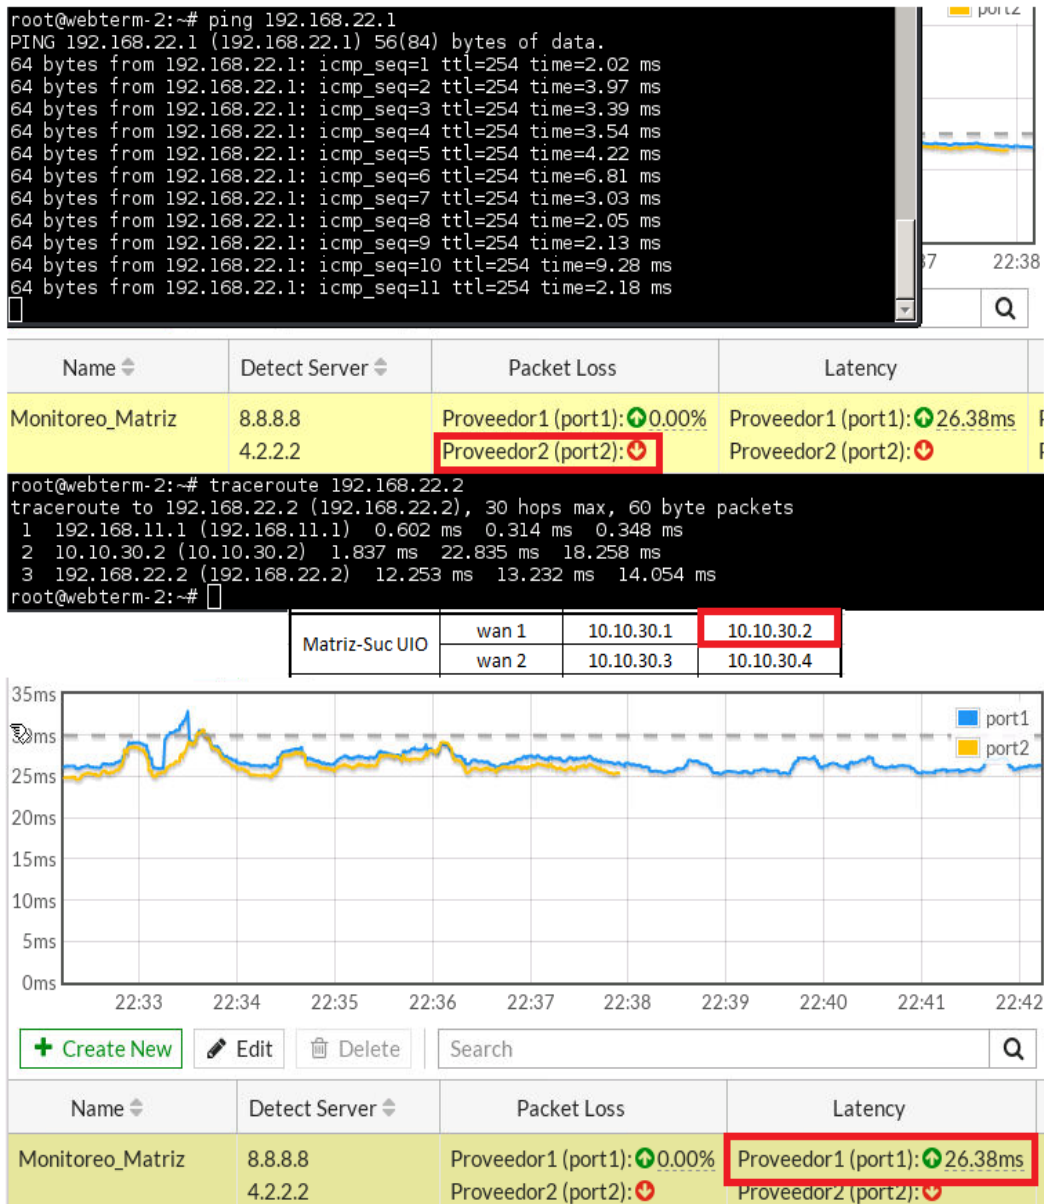 root@webterm-2:~# ping 192.168.22.1
PING 192.168.22.1 (192.168.22.1) 56(84) bytes of data.
64 bytes from 192.168.22.1: icmp_seq=1 ttl=254 time=2.02 ms
64 bytes from 192.168.22.1: icmp_seq=2 ttl=254 time=3.97 ms
64 bytes from 192.168.22.1: icmp_seq=3 ttl=254 time=3.39 ms
64 bytes from 192.168.22.1: icmp_seq=4 ttl=254 time=3.54 ms
64 bytes from 192.168.22.1: icmp_seq=5 ttl=254 time=4.22 ms
64 bytes from 192.168.22.1: icmp_seq=6 ttl=254 time=6.81 ms
64 bytes from 192.168.22.1: icmp_seq=7 ttl=254 time=3.03 ms
64 bytes from 192.168.22.1: icmp_seq=8 ttl=254 time=2.05 ms
64 bytes from 192.168.22.1: icmp_seq=9 ttl=254 time=2.13 ms
64 bytes from 192.168.22.1: icmp_seq=10 ttl=254 time=9.28 ms
64 bytes from 192.168.22.1: icmp_seq=11 ttl=254 time=2.18 ms
port2
37 22:38
Name Detect Server Packet Loss Latency
Monitoreo_Matriz 8.8.8.8 Proveedor1 (port1): 0.00% Proveedor1 (port1): 26.38ms
4.2.2.2 Proveedor2 (port2): Proveedor2 (port2):
root@webterm-2:~# traceroute 192.168.22.2
traceroute to 192.168.22.2 (192.168.22.2), 30 hops max, 60 byte packets
1 192.168.11.1 (192.168.11.1) 0.602 ms 0.314 ms 0.348 ms
2 10.10.30.2 (10.10.30.2) 1.837 ms 22.835 ms 18.258 ms
3 192.168.22.2 (192.168.22.2) 12.253 ms 13.232 ms 14.054 ms
root@webterm-2:~#
Matriz-Suc UIO wan 1 10.10.30.1 10.10.30.2
wan 2 10.10.30.3 10.10.30.4
35ms
port1
port2
25ms
20ms
15ms
10ms
5ms
0ms
22:33 22:34 22:35 22:36 22:37 22:38 22:39 22:40 22:41 22:42
+ Create New Edit Delete Search
Name Detect Server Packet Loss Latency
Monitoreo_Matriz 8.8.8.8 Proveedor1 (port1): 0.00% Proveedor1 (port1): 26.38ms
4.2.2.2 Proveedor2 (port2): Proveedor2 (port2):